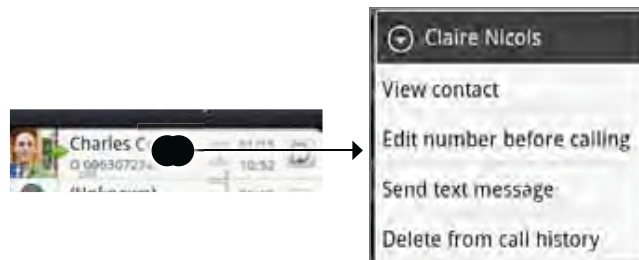 Charles C
10:52
Claire Nicols
View contact
Edit number before calling
Send text message
Delete from call history